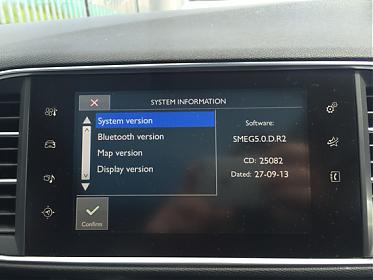 SYSTEM INFORMATION
System version
Bluetooth version
Map version
Display version
Software:
SMEG5.0.D.R2
CD: 25082
Dated: 27-09-13
Confirm